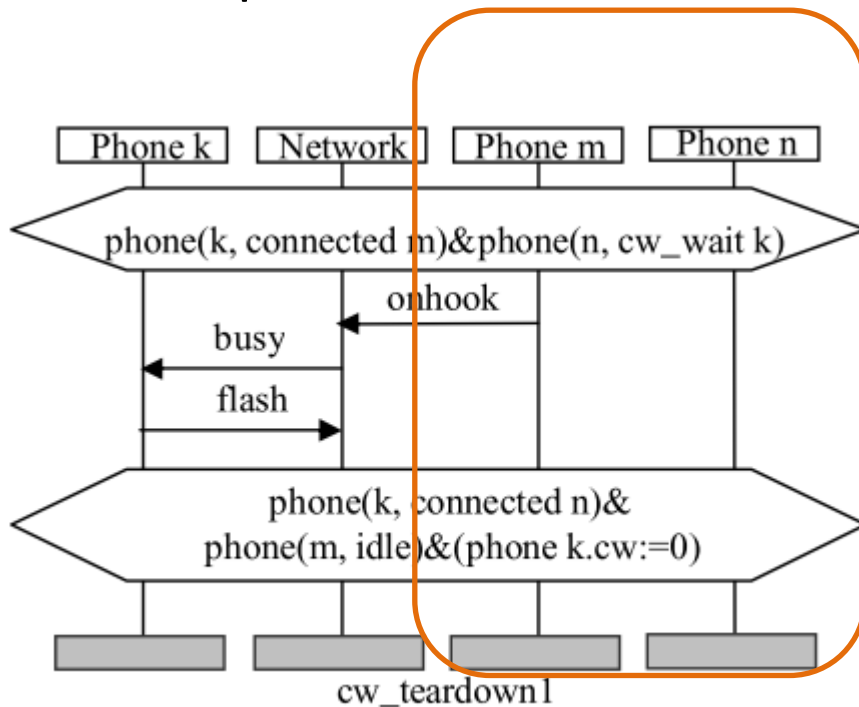 Phone k Network Phone m Phone n
phone(k, connected m)&phone(n, cw_wait k)
onhook
busy
flash
phone(k, connected n)&
phone(m, idle)&(phone k.cw:=0)
cw_teardown1